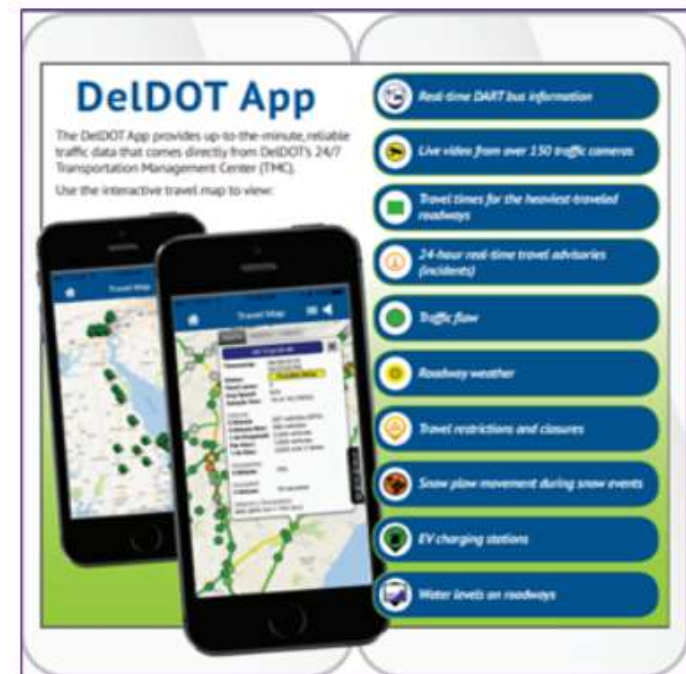 DelDOT App
The DelDOT App provides up-to-the-minute, reliable
traffic data that comes directly from DelDOT's 24/7
Transportation Management Center (TMC).
Use the interactive travel map to view:
Travel Map
Travel Map
Real-time DART bus information
Live video from over 150 traffic cameras
Travel times for the heaviest-traveled
roadways
24-hour real-time travel advisories
(incidents)
Traffic flow
Roadway weather
Travel restrictions and closures
Snow plow movement during snow events
EV charging stations
Water levels on roadways